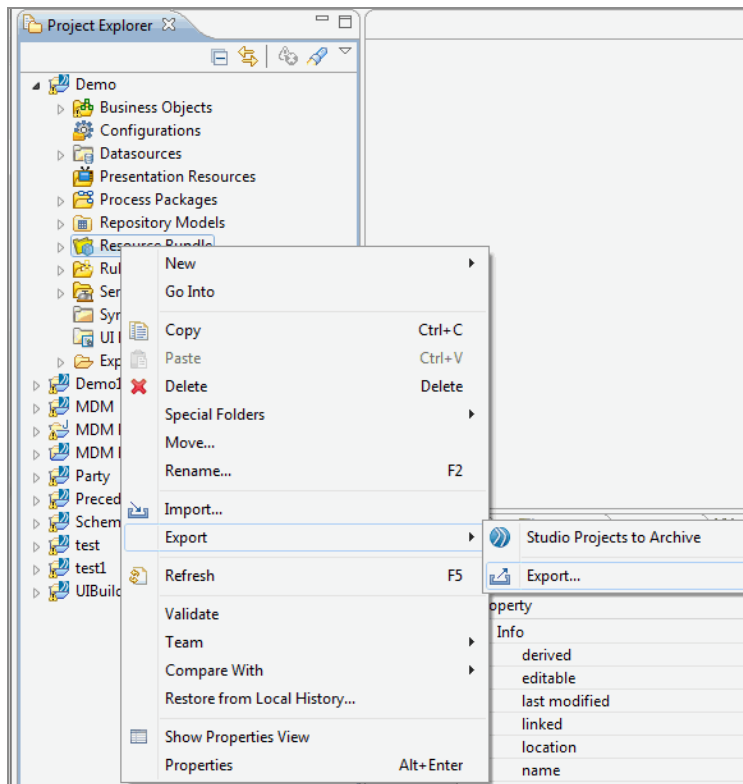 Project Explorer
Demo
Business Objects
Configurations
Datasources
Presentation Resources
Process Packages
Repository Models
Resource Bundle
Rul
Ser
Syn
UI
Exp
Demo1
MDM
MDM
MDM
Party
Preced
Schem
test
test1
UIBuild
New
Go Into
Copy Ctrl+C
Paste Ctrl+V
Delete Delete
Special Folders
Move...
Rename... F2
Import...
Export
Refresh F5
Validate
Team
Compare With
Restore from Local History...
Show Properties View
Properties Alt+Enter
Studio Projects to Archive
Export...
operty
Info
derived
editable
last modified
linked
location
name